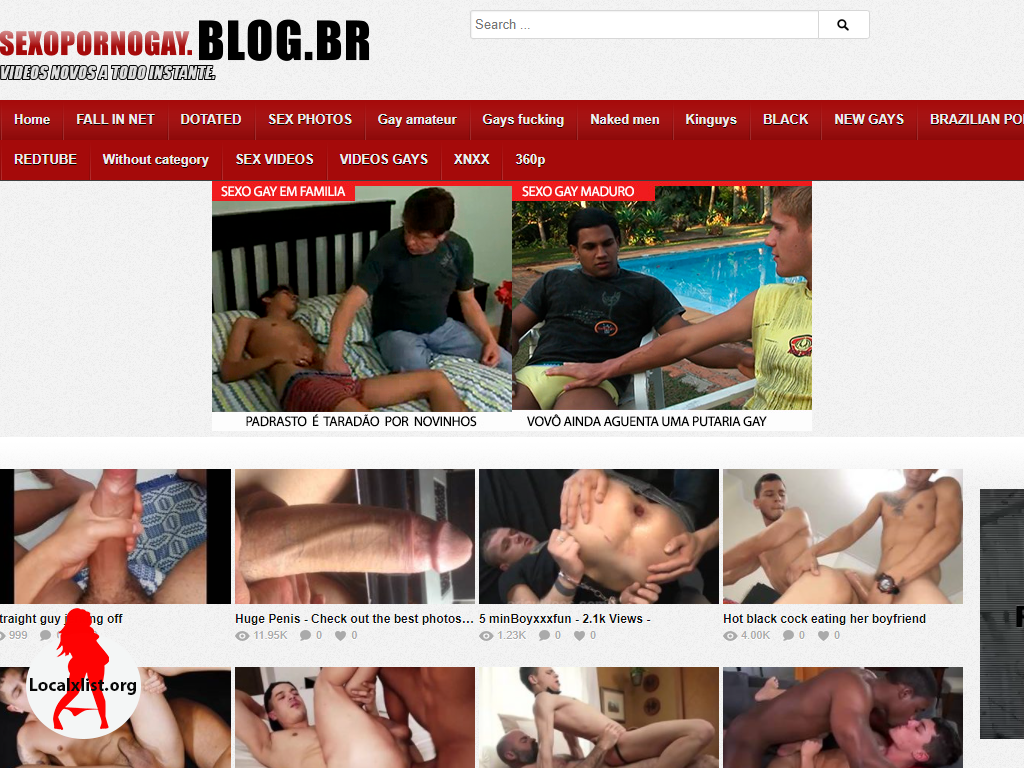 SEXOPORNOGAY.BLOG.BR
VIDEOS NOVOS A TODO INSTANTE.
Search ...
Home FALL IN NET DOTATED SEX PHOTOS Gay amateur Gays fucking Naked men Kinguys BLACK NEW GAYS BRAZILIAN
REDTUBE Without category SEX VIDEOS VIDEOS GAYS XNXX 360p
SEXO GAY EM FAMILIA SEXO GAY MADURO
PADRASTO É TARADÃO POR NOVINHOS VOVÔ AINDA AGUENTA UMA PUTARIA GAY
traight guy off Huge Penis - Check out the best photos... 5 minBoyxxxfun - 2.1k Views - Hot black cock eating her boyfriend
999 11.95K 0 0 1.23K 0 0 4.00K 0 0
Localxlist.org